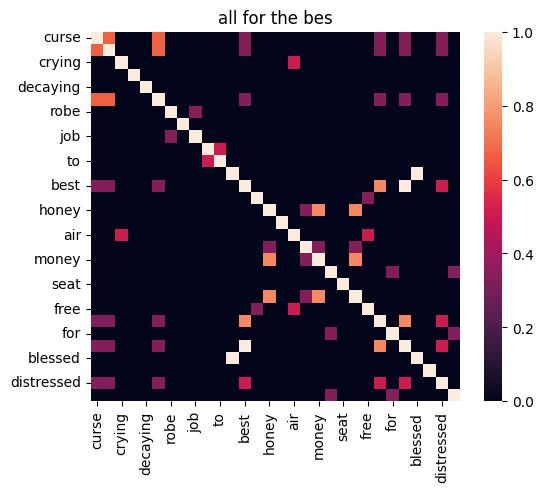 all for the bes
curse
crying
decaying
robe
job
to
best
honey
air
money
seat
free
for
blessed
distressed
curse
crying
decaying
robe
job
to
best
honey
air
money
seat
free
for
blessed
distressed
1.0
0.8
0.6
0.4
0.2
0.0